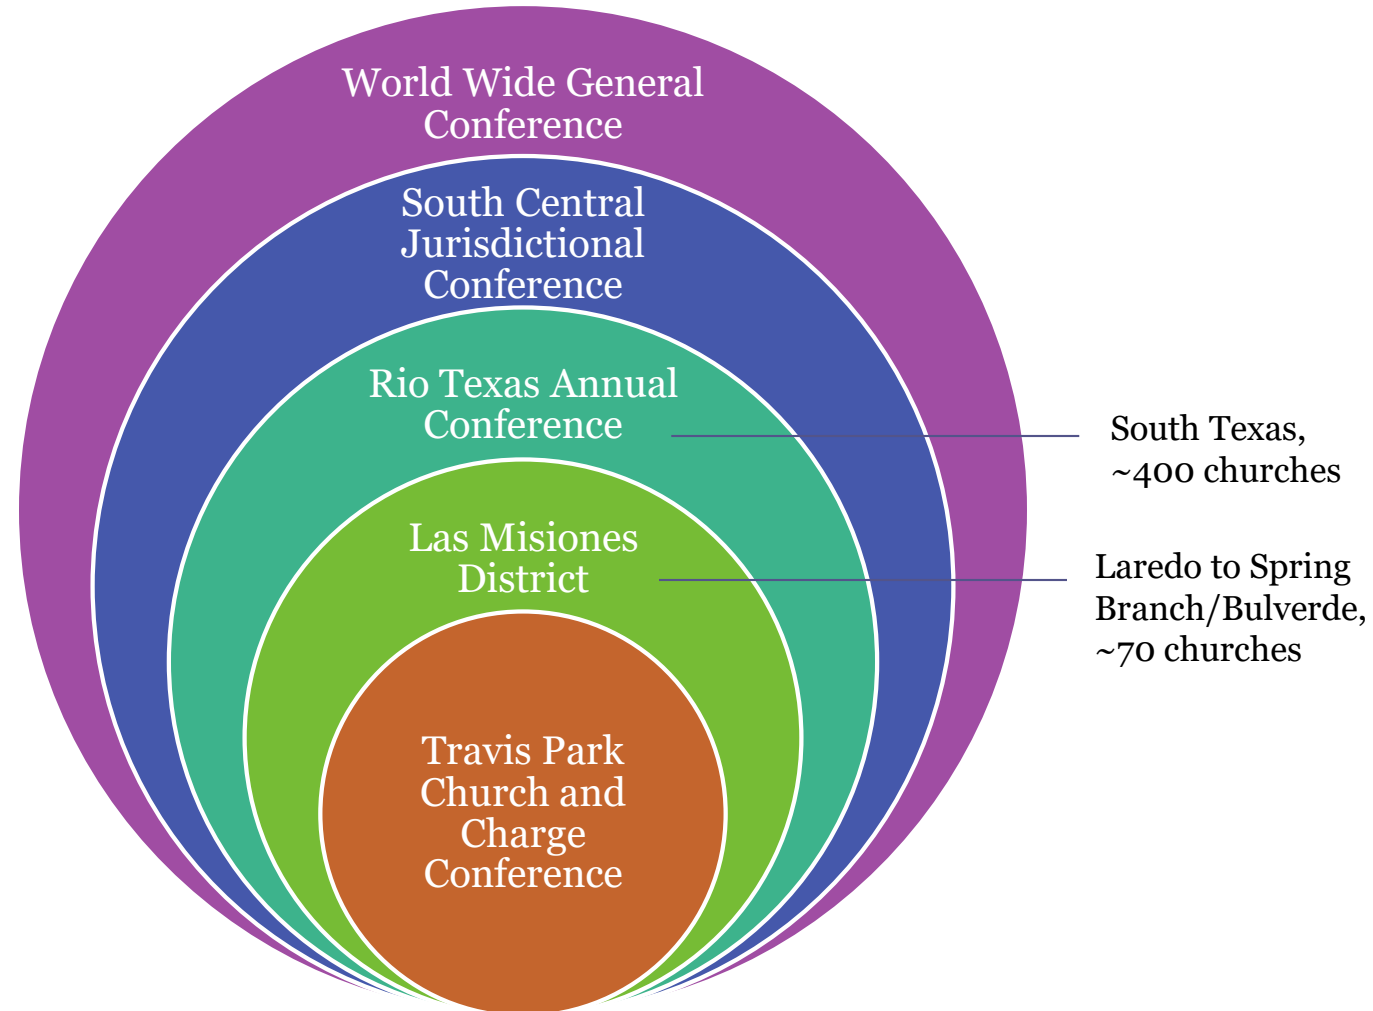 World Wide General
Conference
South Central
Jurisdictional
Conference
Rio Texas Annual
Conference
South Texas,
~400 churches
Las Misiones
District
Laredo to Spring
Branch/Bulverde,
~70 churches
Travis Park
Church and
Charge
Conference